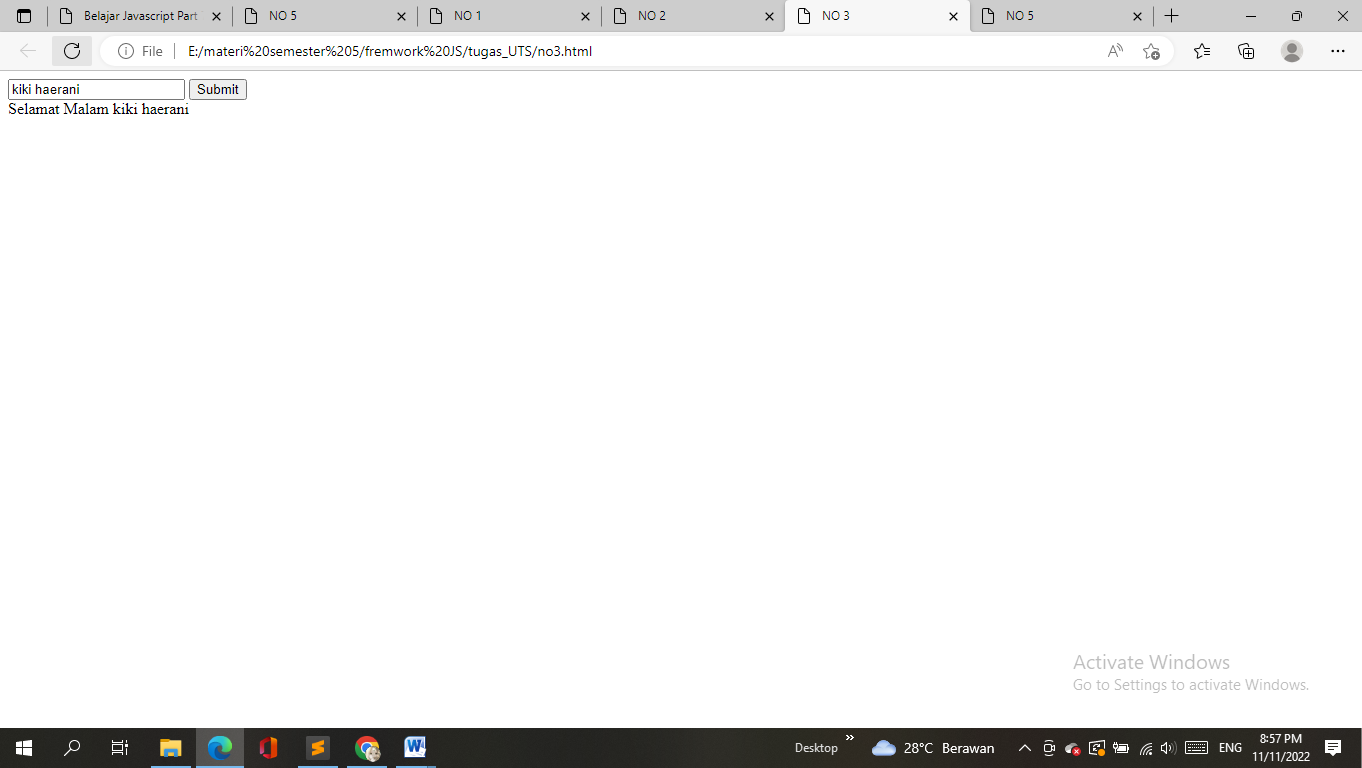 Belajar Javascript Part
NO 5
NO 1
NO 2
NO 3
NO 5
File
E:/materi%20semester%205/fremwork%20JS/tugas_UTS/no3.html
kiki haerani
Submit
Selamat Malam kiki haerani
Activate Windows
Go to Settings to activate Windows.
Desktop
28°C Berawan
ENG
8:57 PM
11/11/2022